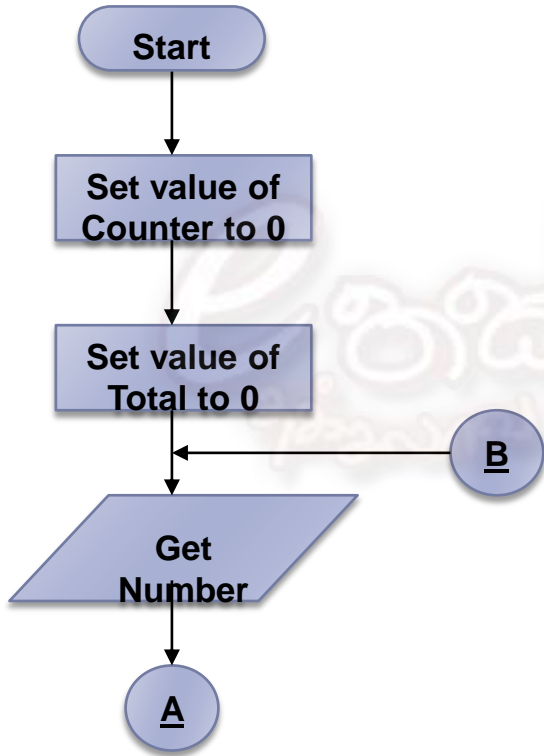 Start
Set value of
Counter to 0
Set value of
Total to 0
B
Get
Number
A